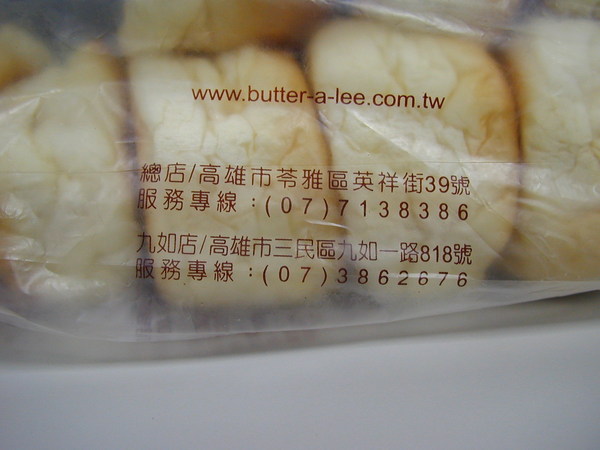 www.butter-a-lee.com.tw
總店/高雄市苓雅區英祥街39號
服務專線:(07)7138386
九如店/高雄市三民區九如一路818號
服務專線:(07)3862676